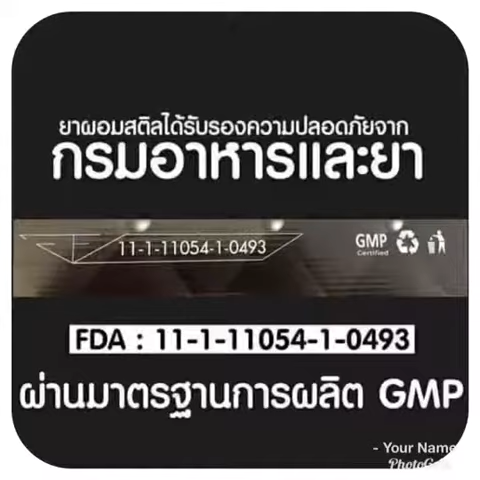 ยาผอมสติลได้รับรองความปลอดภัยจาก
กรมอาหารและยา
11-1-11054-1-0493
GMP
Certified
FDA : 11-1-11054-1-0493
ผ่านมาตรฐานการผลิต GMP
- Your Name